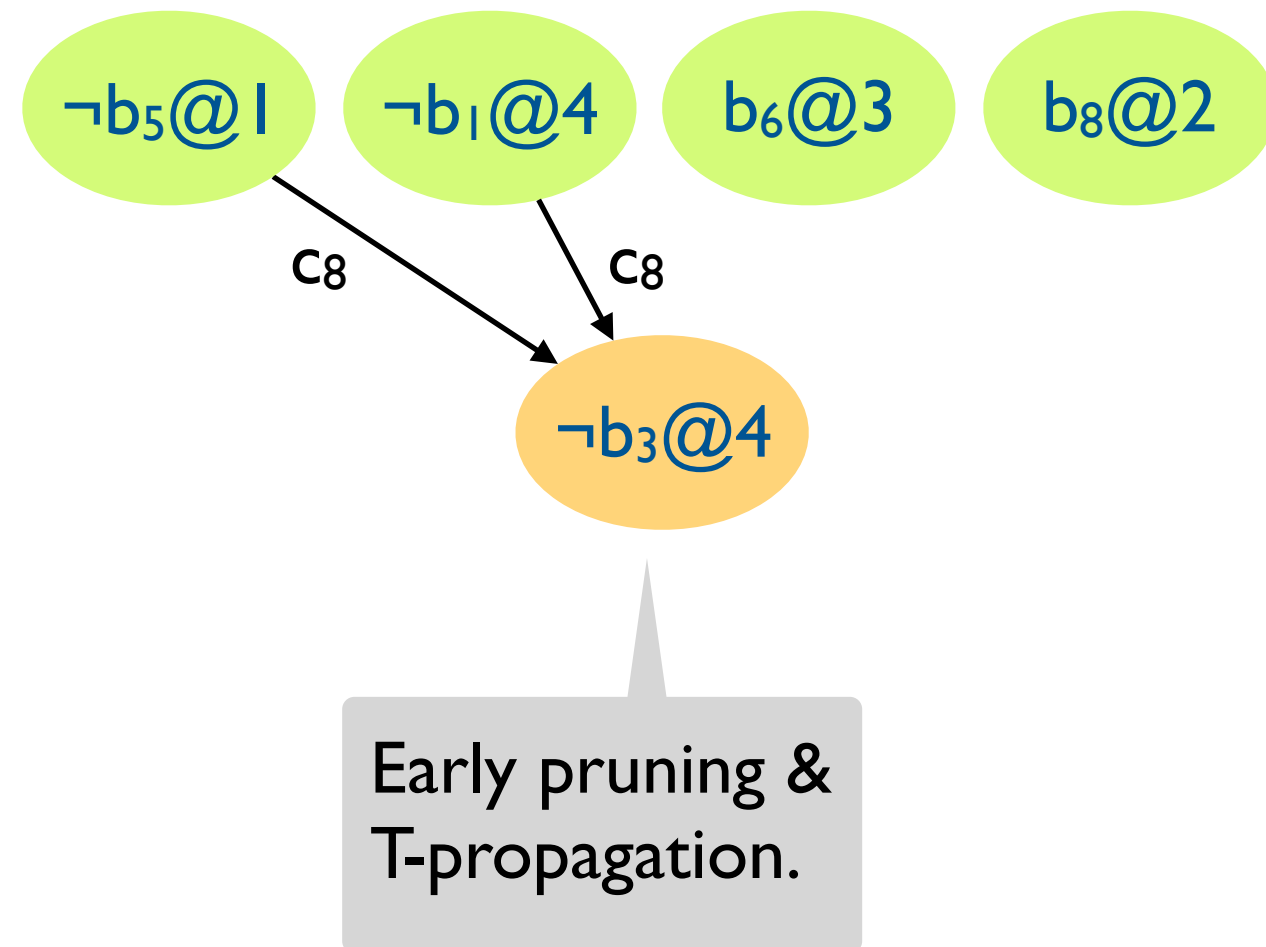 ¬b₅@1 ¬b₁@4 b₆@3 b₈@2
c₈ c₈
¬b₃@4
Early pruning &
T-propagation.